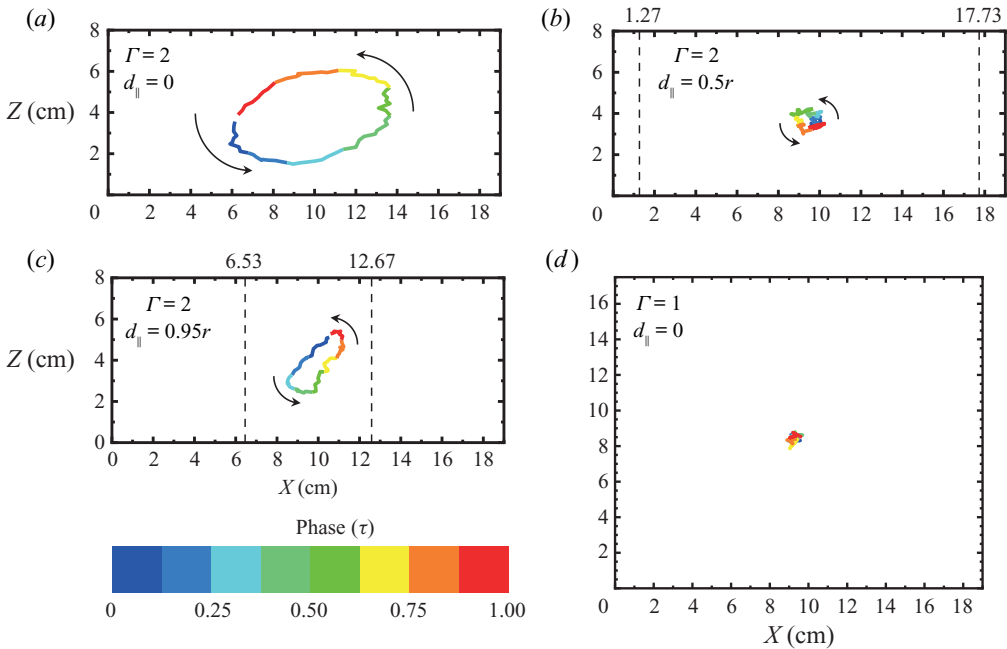 (a)
8
6
4
2
0
Z (cm)
Γ = 2
d∥ = 0
0 2 4 6 8 10 12 14 16 18
(b)
1.27 17.73
8
6
4
2
0
Γ = 2
d∥ = 0.5r
0 2 4 6 8 10 12 14 16 18
(c)
6.53 12.67
8
6
4
2
0
Z (cm)
Γ = 2
d∥ = 0.95r
0 2 4 6 8 10 12 14 16 18
X (cm)
(d)
16
14
12
10
8
6
4
2
0
Γ = 1
d∥ = 0
2 4 6 8 10 12 14 16 18
X (cm)
Phase (τ)
0 0.25 0.50 0.75 1.00